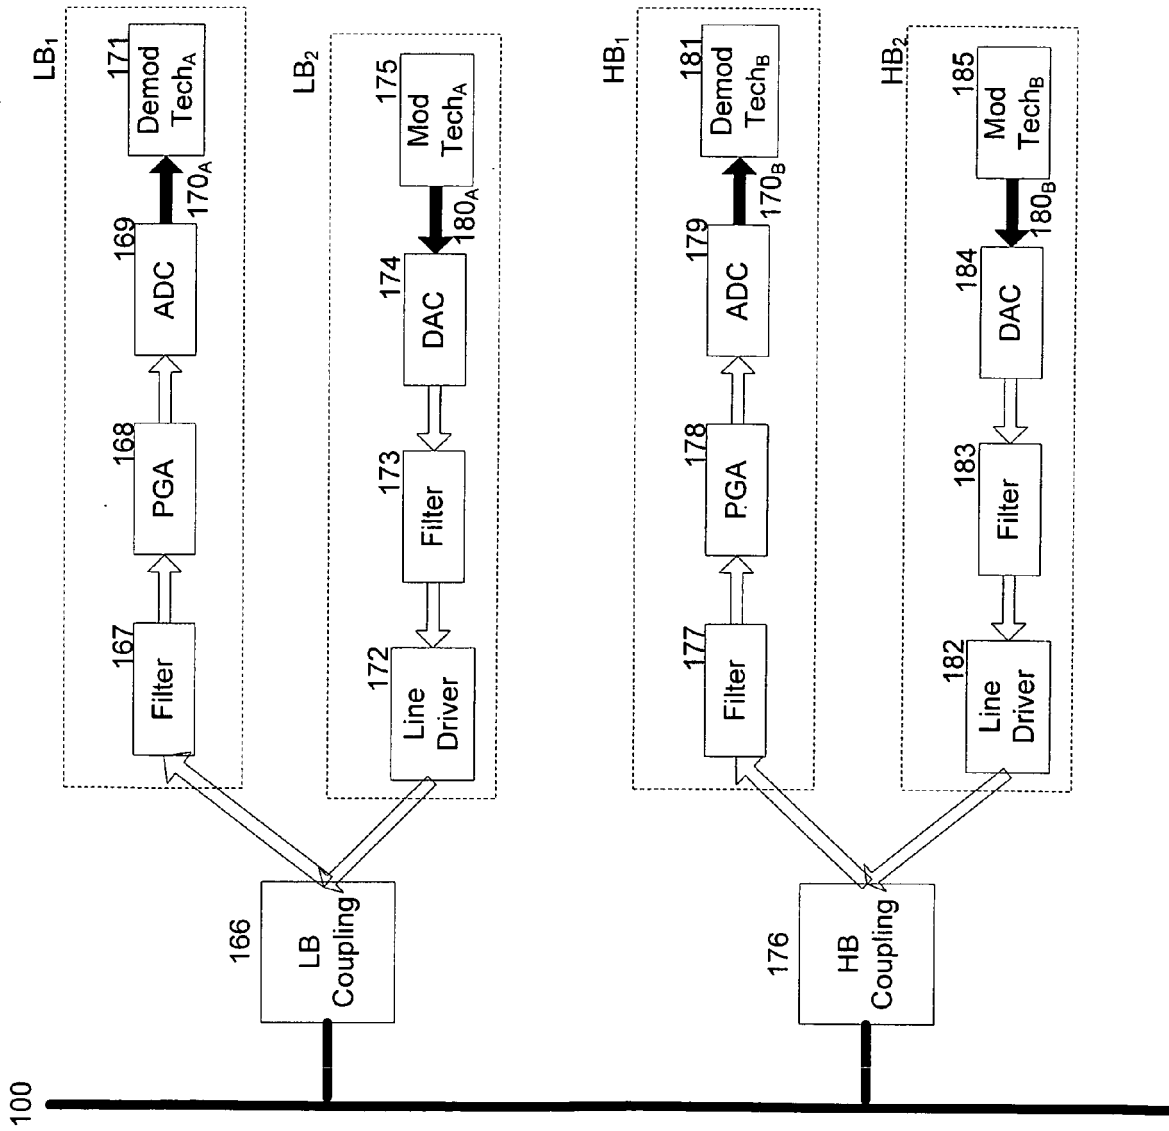 100
166
LB
Coupling
LB₁
167
Filter
168
PGA
169
ADC
170A
171
Demod
TechA
LB₂
172
Line
Driver
173
Filter
174
DAC
180A
175
Mod
TechA
176
HB
Coupling
HB₁
177
Filter
178
PGA
179
ADC
170B
181
Demod
TechB
HB₂
182
Line
Driver
183
Filter
184
DAC
180B
185
Mod
TechB